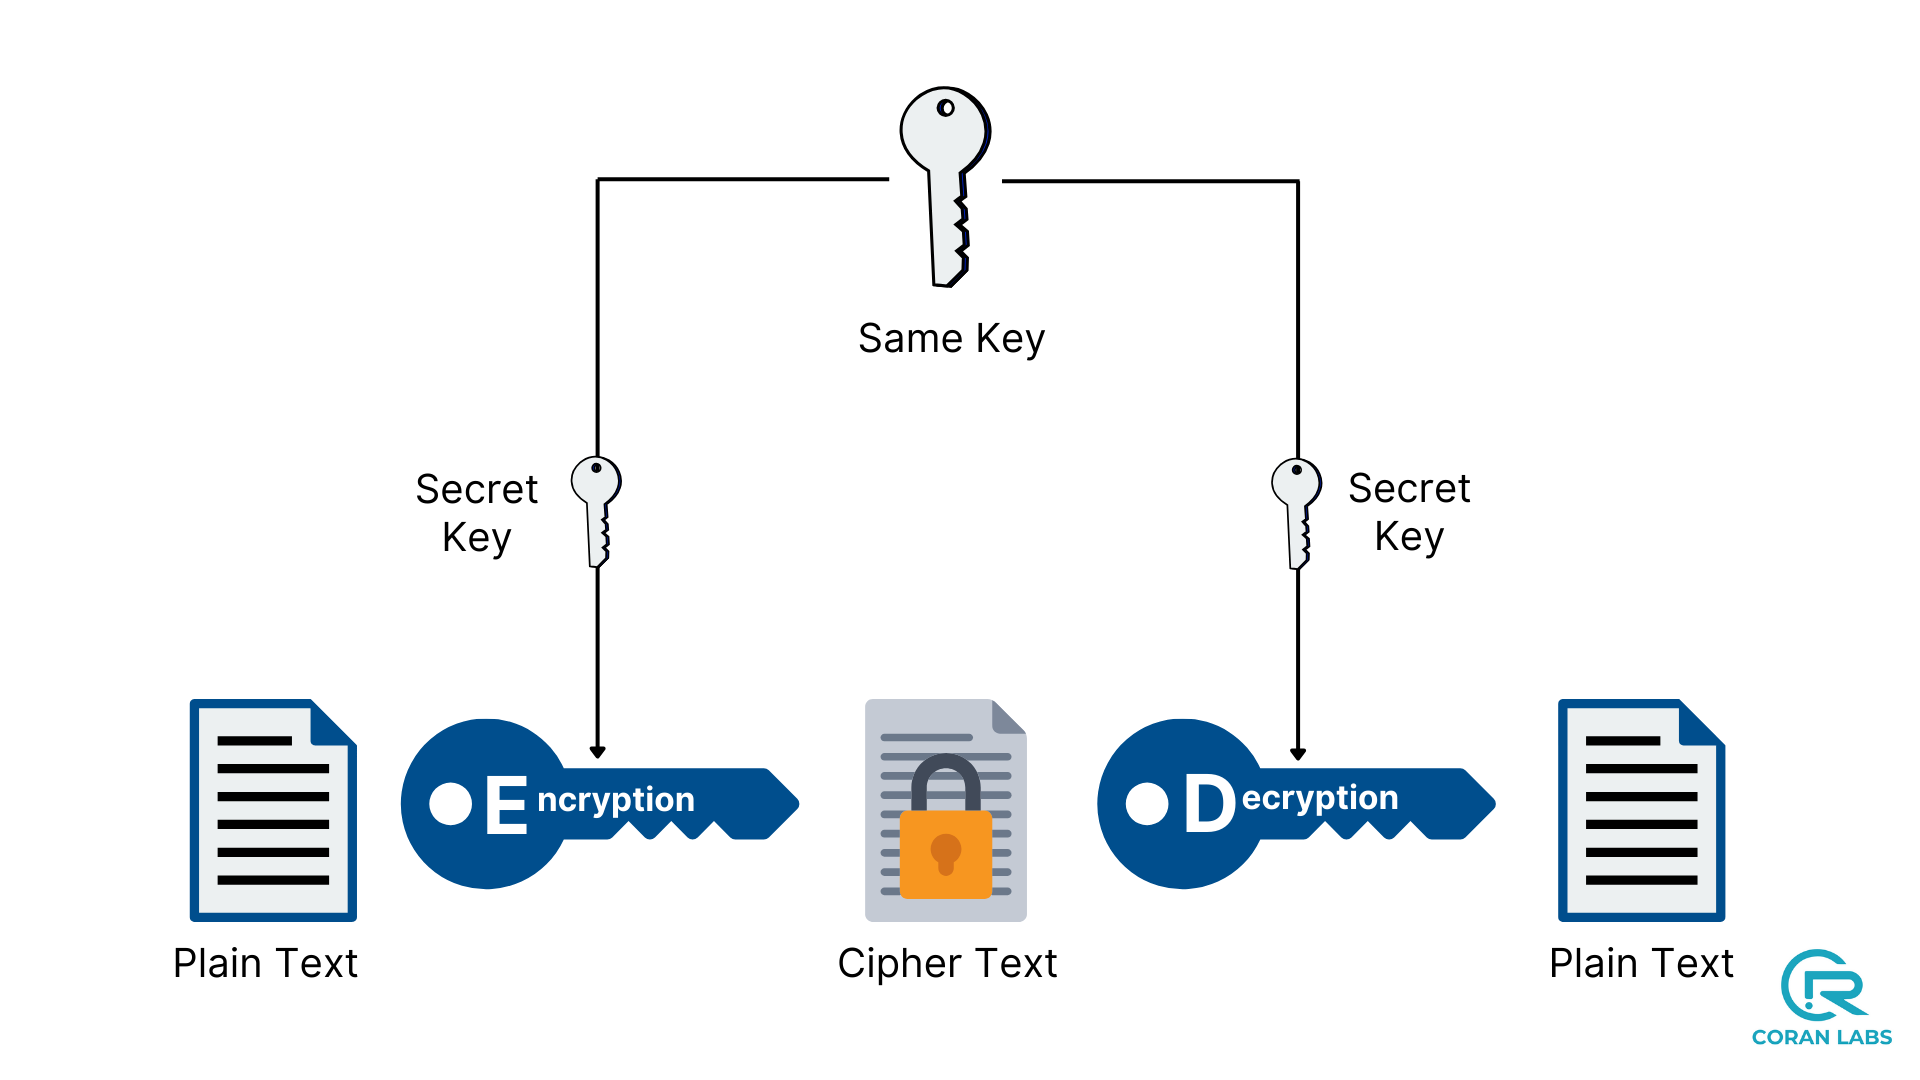 Same Key
Secret
Key
Secret
Key
Encryption
Decryption
Plain Text
Cipher Text
Plain Text
CORAN LABS